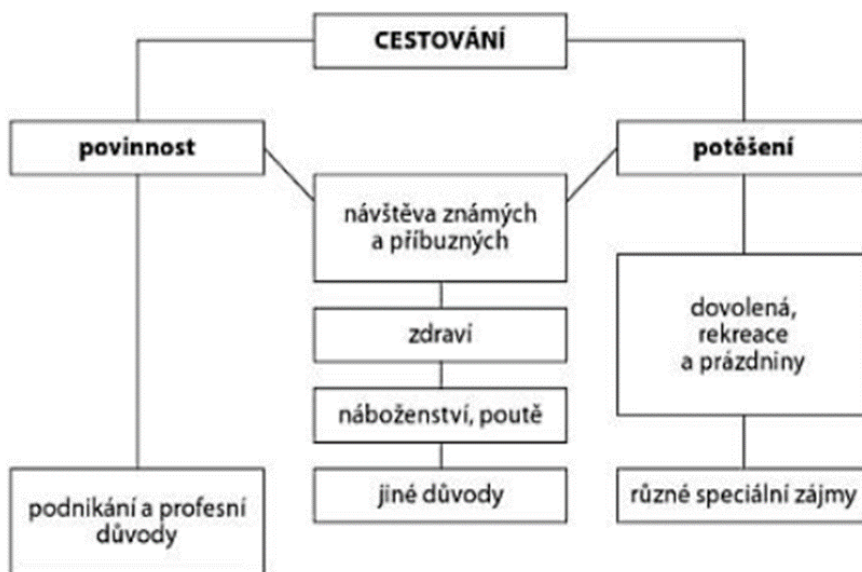 CESTOVÁNÍ
povinnost
potěšení
návštěva známých
a příbuzných
zdraví
náboženství, poutě
jiné důvody
dovolená,
rekreace
a prázdniny
různé speciální zájmy
podnikání a profesní
důvody